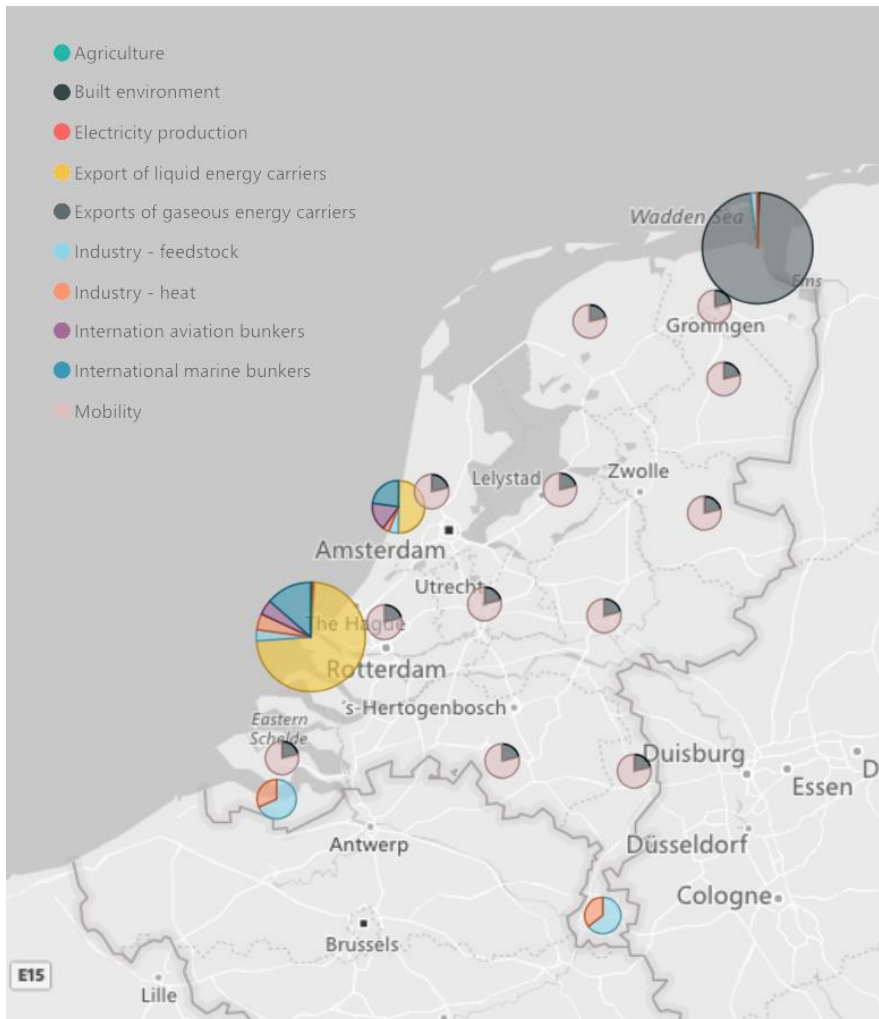 Agriculture
Built environment
Electricity production
Export of liquid energy carriers
Exports of gaseous energy carriers
Industry - feedstock
Industry - heat
Internation aviation bunkers
International marine bunkers
Mobility
Wadden Sea
Ems
Groningen
Lelystad
Zwolle
Amsterdam
Utrecht
The Hague
Rotterdam
's-Hertogenbosch
Eastern
Schelde
Duisburg
D
Essen
Antwerp
Düsseldorf
Cologne
Brussels
E15
Lille